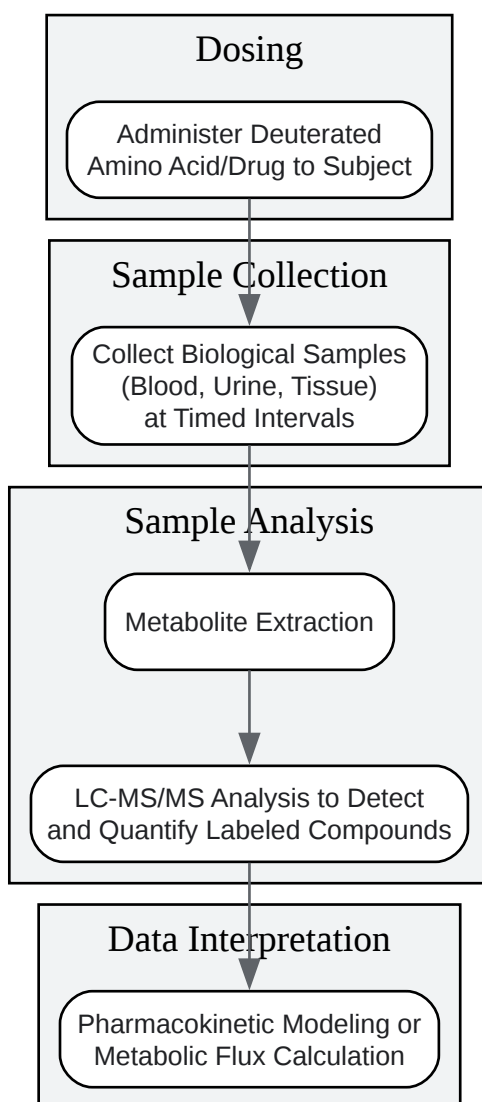 Dosing
Administer Deuterated
Amino Acid/Drug to Subject
Sample Collection
Collect Biological Samples
(Blood, Urine, Tissue)
at Timed Intervals
Sample Analysis
Metabolite Extraction
LC-MS/MS Analysis to Detect
and Quantify Labeled Compounds
Data Interpretation
Pharmacokinetic Modeling or
Metabolic Flux Calculation